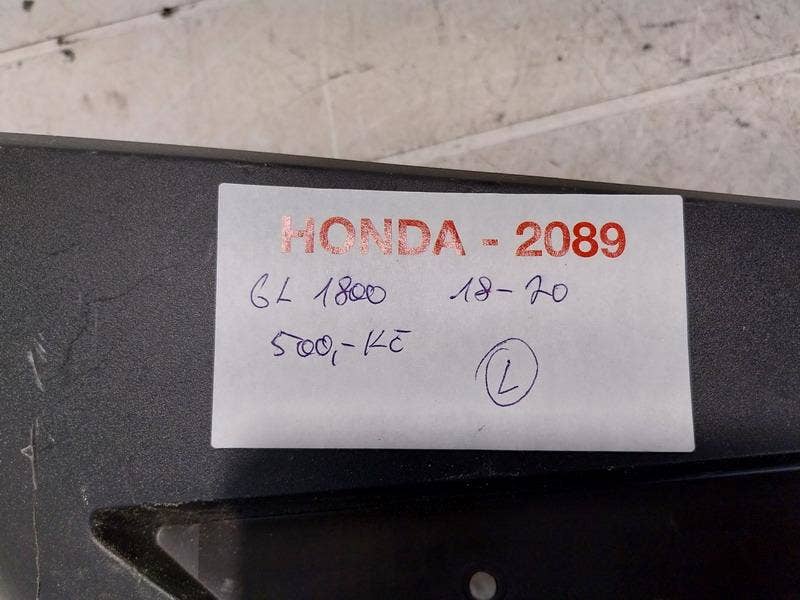 HONDA - 2089
GL 1800 18-20
500,- Kč
L